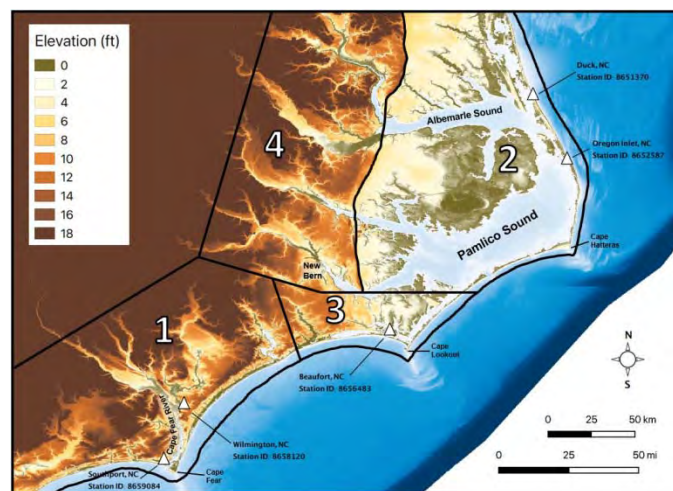 Elevation (ft)
0
2
4
6
8
10
12
14
16
18
Duck, NC
Station ID: 8651370
Albemarle Sound
4
2
Oregon Inlet, NC
Station ID: 8652587
Pamlico Sound
Cape
Hatteras
New
Bern
3
1
Cape
Lookout
N
S
Beaufort, NC
Station ID: 8656483
Cape Fear River
Wilmington, NC
Station ID: 8658120
Southport, NC
Station ID: 8659084
Cape
Fear
0 25 50 km
0 25 50 mi